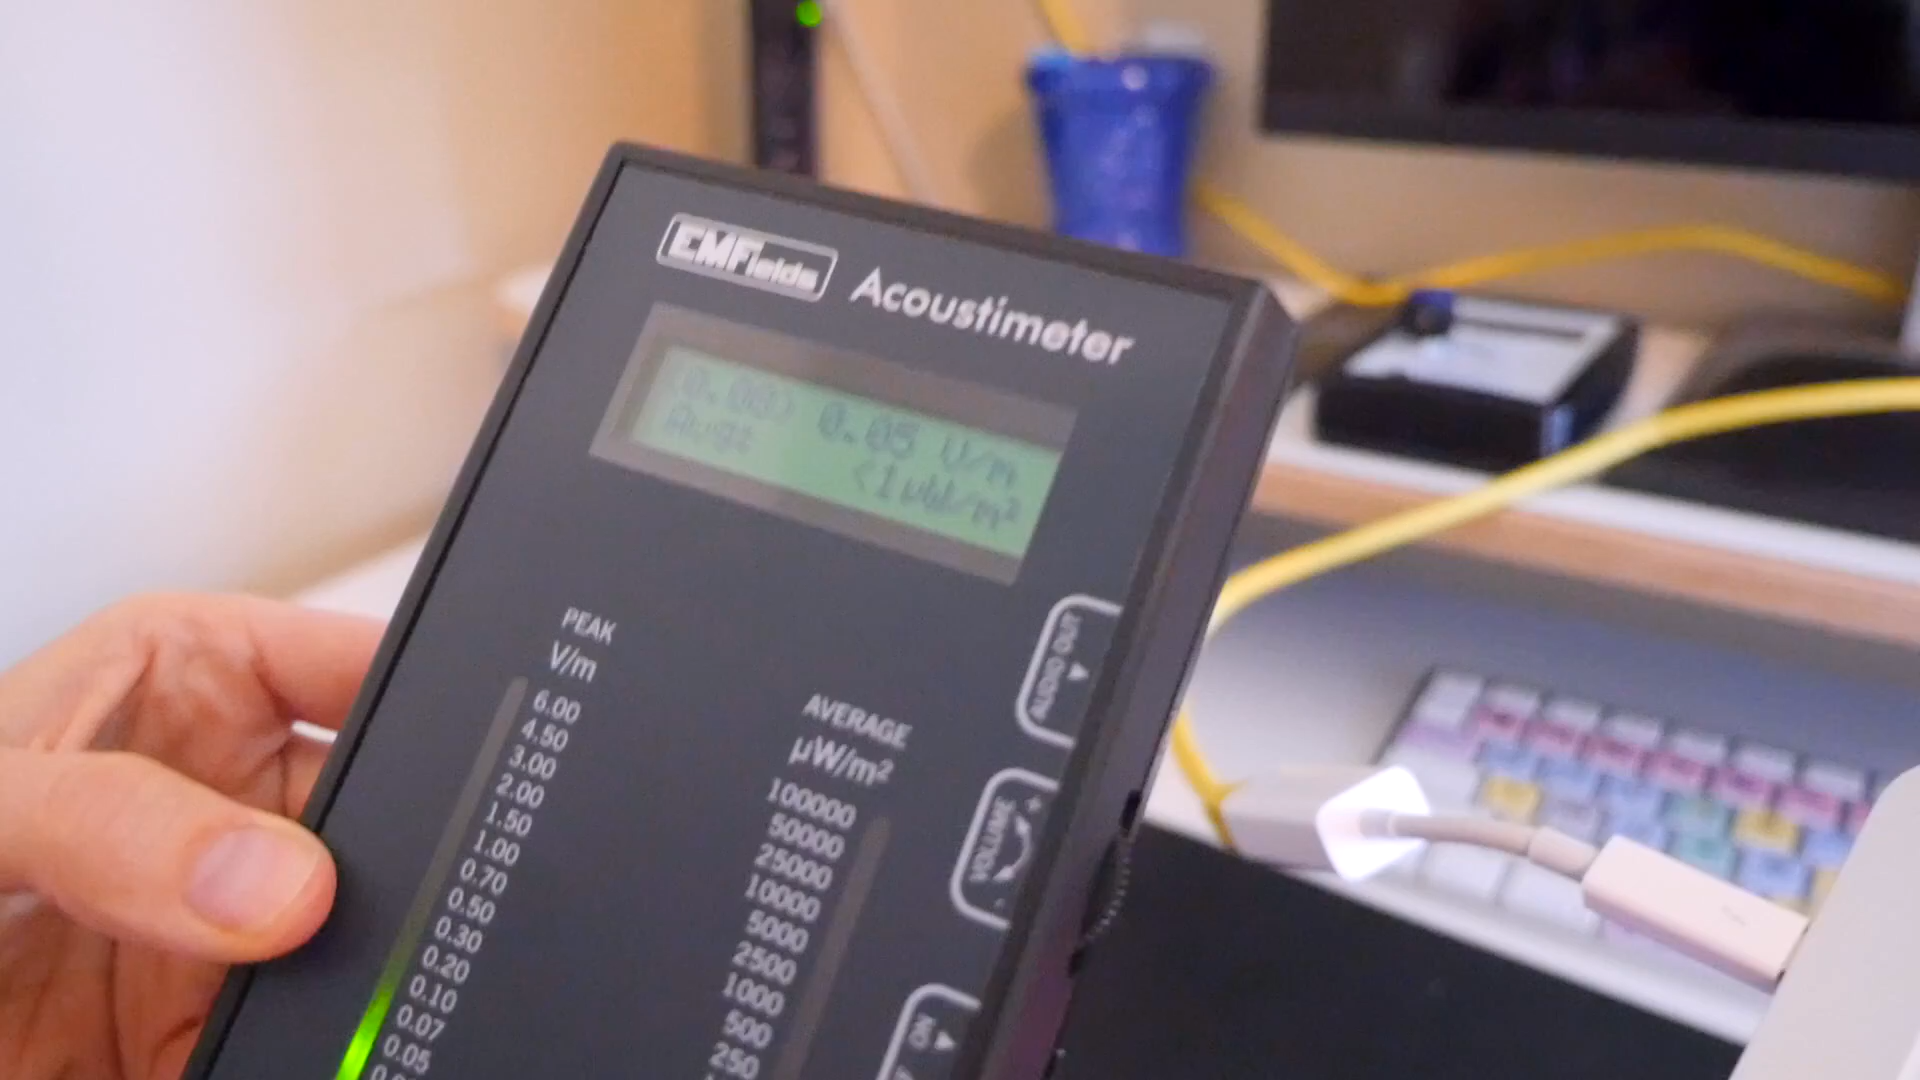 EMFields Acoustimeter
0.05 V/m
Avg:
<1 µW/m²
PEAK
V/m
6.00
4.50
3.00
2.00
1.50
1.00
0.70
0.50
0.30
0.20
0.10
0.07
0.05
AVERAGE
µW/m²
100000
50000
25000
10000
5000
2500
1000
500
250
AUDIO OUT
VOLUME
+
-
ON